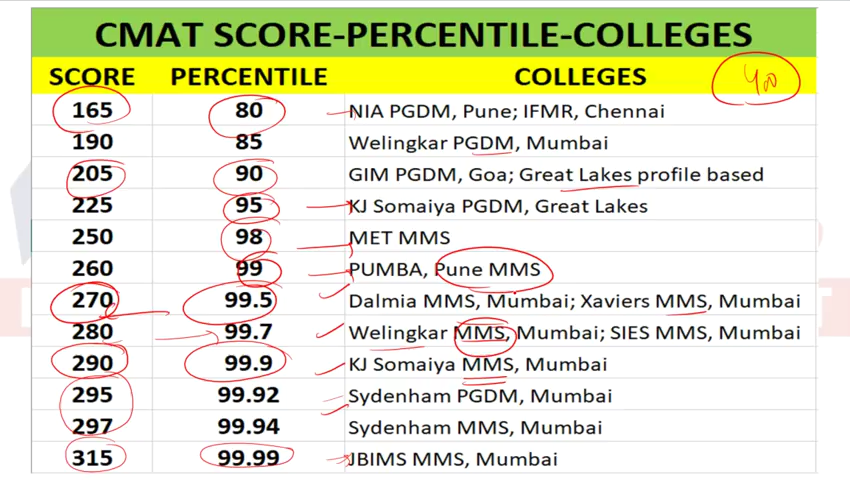 CMAT SCORE-PERCENTILE-COLLEGES
SCORE PERCENTILE COLLEGES 400
165 80 NIA PGDM, Pune; IFMR, Chennai
190 85 Welingkar PGDM, Mumbai
205 90 GIM PGDM, Goa; Great Lakes profile based
225 95 KJ Somaiya PGDM, Great Lakes
250 98 MET MMS
260 99 PUMBA, Pune MMS
270 99.5 Dalmia MMS, Mumbai; Xaviers MMS, Mumbai
280 99.7 Welingkar MMS, Mumbai; SIES MMS, Mumbai
290 99.9 KJ Somaiya MMS, Mumbai
295 99.92 Sydenham PGDM, Mumbai
297 99.94 Sydenham MMS, Mumbai
315 99.99 JBIMS MMS, Mumbai